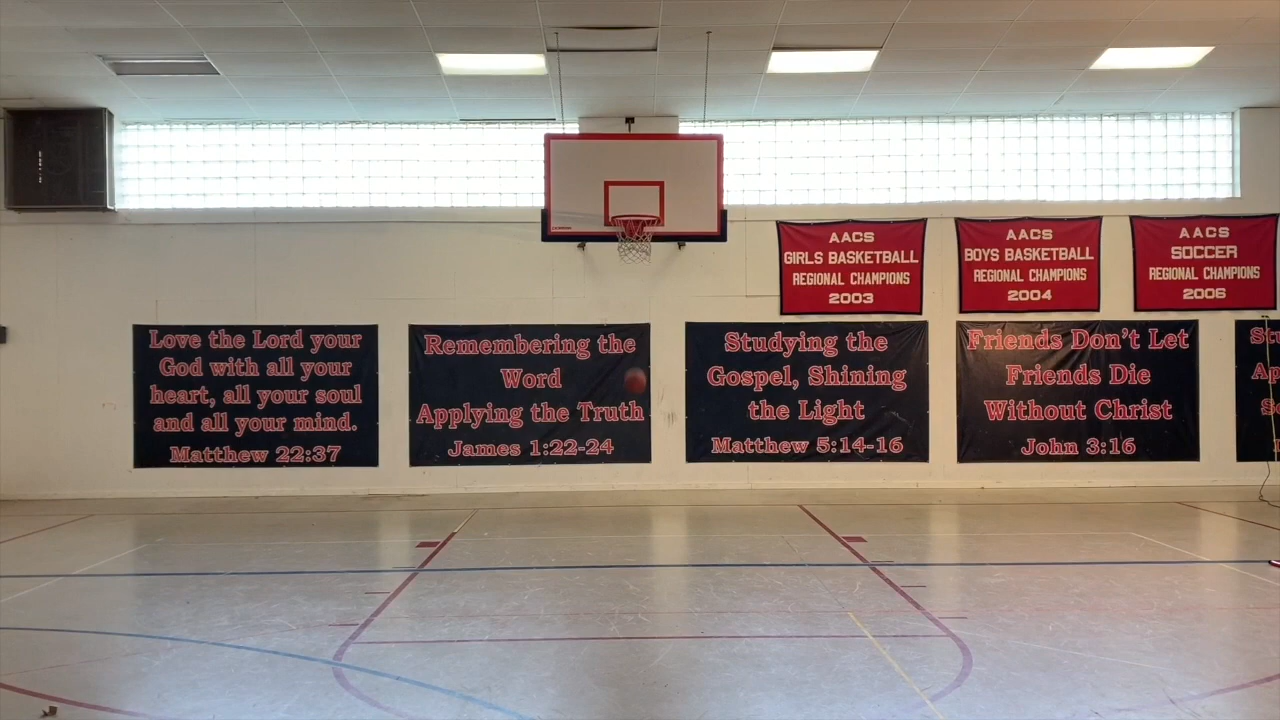 AACS
GIRLS BASKETBALL
REGIONAL CHAMPIONS
2003
AACS
BOYS BASKETBALL
REGIONAL CHAMPIONS
2004
AACS
SOCCER
REGIONAL CHAMPIONS
2006
Love the Lord your
God with all your
heart, all your soul
and all your mind.
Matthew 22:37
Remembering the
Word
Applying the Truth
James 1:22-24
Studying the
Gospel, Shining
the Light
Matthew 5:14-16
Friends Don't Let
Friends Die
Without Christ
John 3:16